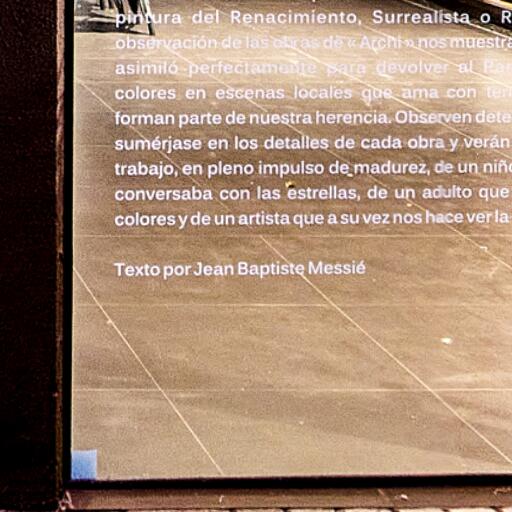 pintura del Renacimiento, Surrealista o
observación de las obras de « Archi » nos muestra
asimiló perfectamente para devolver al
colores en escenas locales que ama con
forman parte de nuestra herencia. Observen
sumérjase en los detalles de cada obra y verán
trabajo, en pleno impulso de madurez, de un
conversaba con las estrellas, de un adulto que
colores y de un artista que a su vez nos hace ver la
Texto por Jean Baptiste Messié